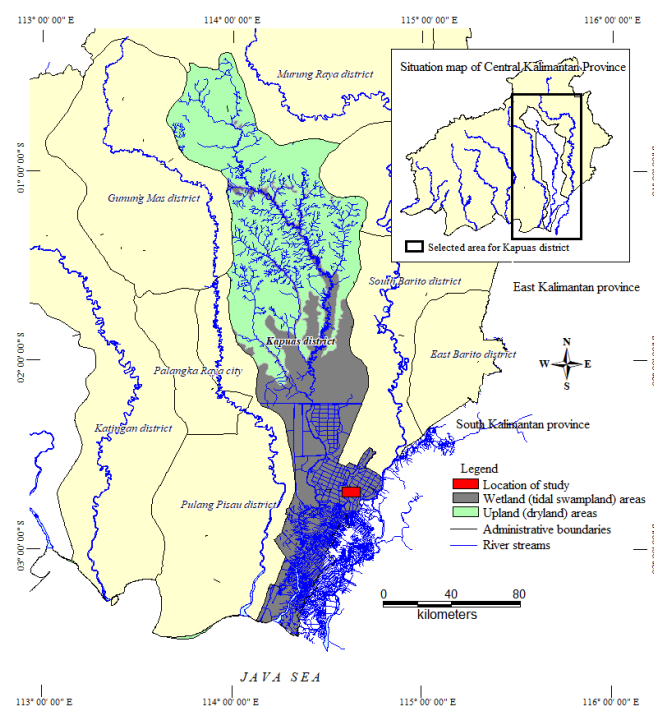 113° 00' 00" E
114° 00' 00" E
115° 00' 00" E
116° 00' 00" E
Murung Raya district
Situation map of Central Kalimantan Province
Selected area for Kapuas district
01° 00' 00" S
Gunung Mas district
South Barito district
East Kalimantan province
Kapuas district
East Barito district
N
W
E
S
02° 00' 00" S
Palangka Raya city
Katingan district
South Kalimantan province
Pulang Pisau district
Legend
Location of study
Wetland (tidal swampland) areas
Upland (dryland) areas
Administrative boundaries
River streams
03° 00' 00" S
0 40 80
kilometers
JAVA SEA
113° 00' 00" E
114° 00' 00" E
115° 00' 00" E
116° 00' 00" E